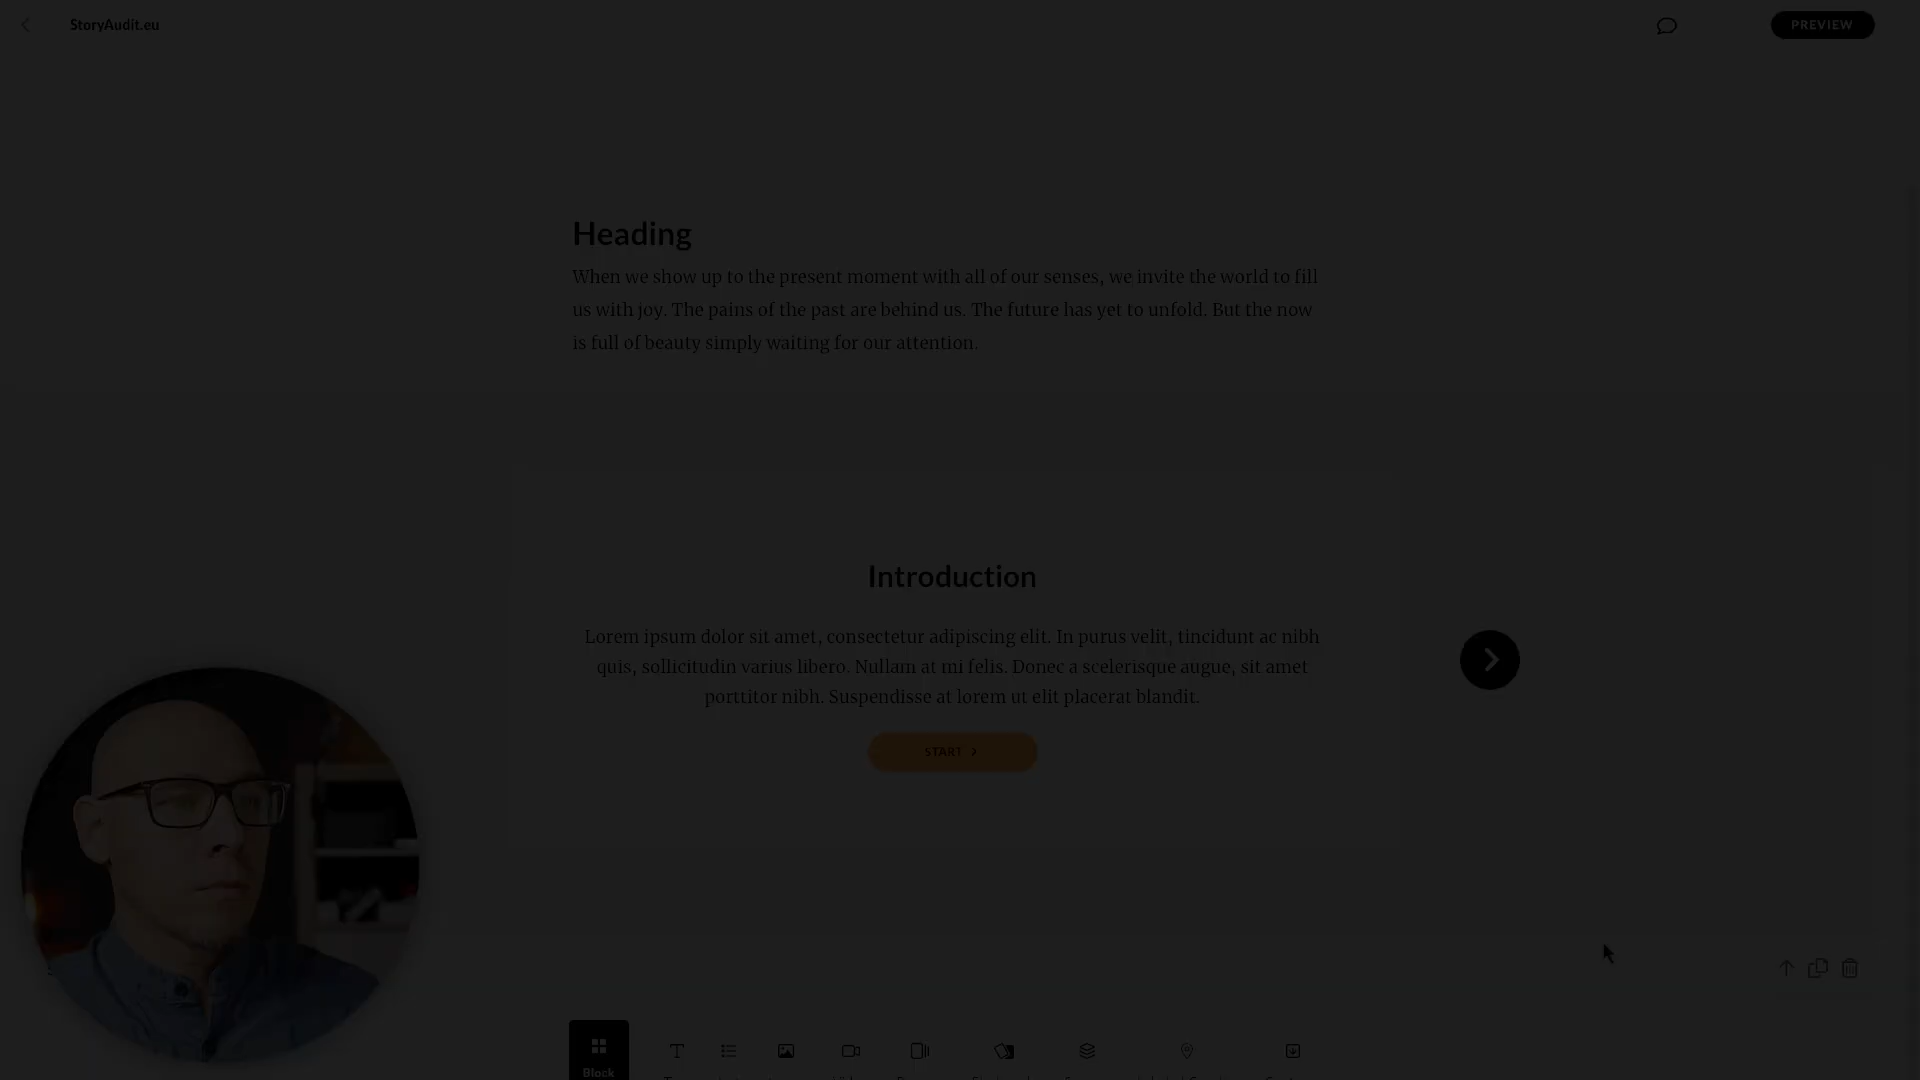 StoryAudit.eu
PREVIEW
Heading
When we show up to the present moment with all of our senses, we invite the world to fill
us with joy. The pains of the past are behind us. The future has yet to unfold. But the now
is full of beauty simply waiting for our attention.
Introduction
Lorem ipsum dolor sit amet, consectetur adipiscing elit. In purus velit, tincidunt ac nibh
quis, sollicitudin varius libero. Nullam at mi felis. Donec a scelerisque augue, sit amet
porttitor nibh. Suspendisse at lorem ut elit placerat blandit.
START
Block